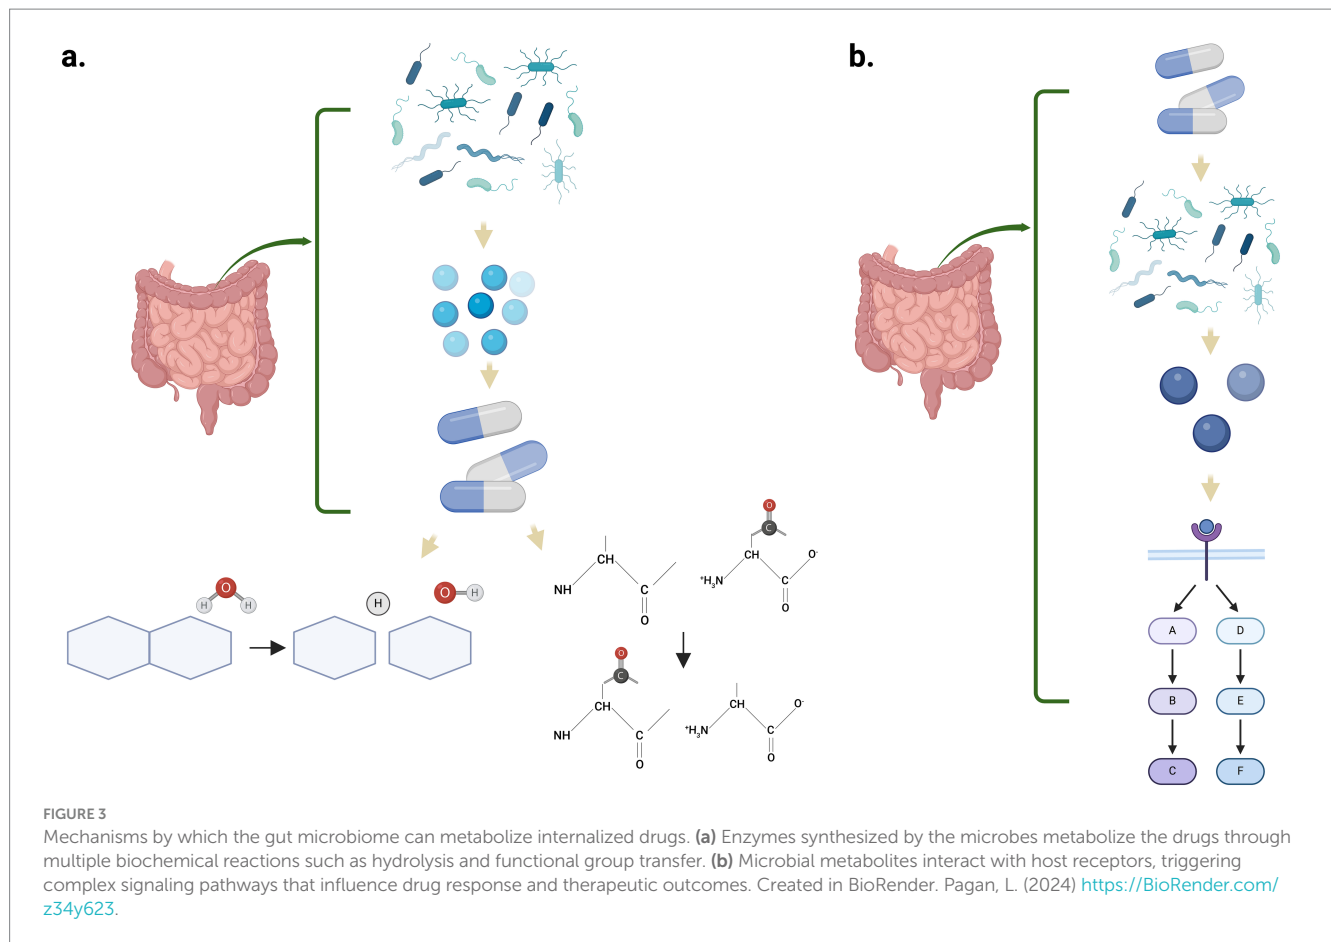 a.
b.
O
H
H
H
O
H
NH
CH
C
O
O
C
CH
⁺H₃N
C
O⁻
O
O
C
CH
NH
C
O
CH
⁺H₃N
C
O⁻
O
A
D
B
E
C
F
FIGURE 3
Mechanisms by which the gut microbiome can metabolize internalized drugs. (a) Enzymes synthesized by the microbes metabolize the drugs through
multiple biochemical reactions such as hydrolysis and functional group transfer. (b) Microbial metabolites interact with host receptors, triggering
complex signaling pathways that influence drug response and therapeutic outcomes. Created in BioRender. Pagan, L. (2024) https://BioRender.com/
z34y623.